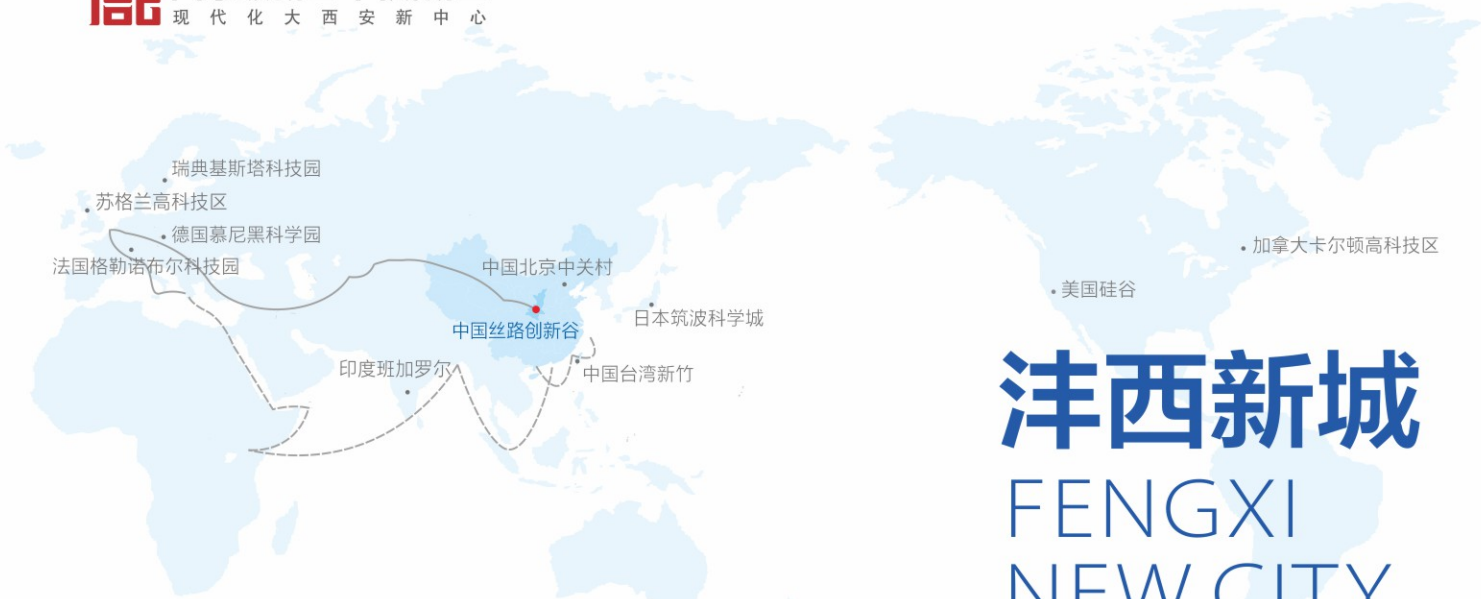 现代化大西安新中心
瑞典基斯塔科技园
苏格兰高科技区
德国慕尼黑科学园
法国格勒诺布尔科技园
中国北京中关村
中国丝路创新谷
日本筑波科学城
印度班加罗尔
中国台湾新竹
加拿大卡尔顿高科技区
美国硅谷
沣西新城
FENGXI
NEW CITY